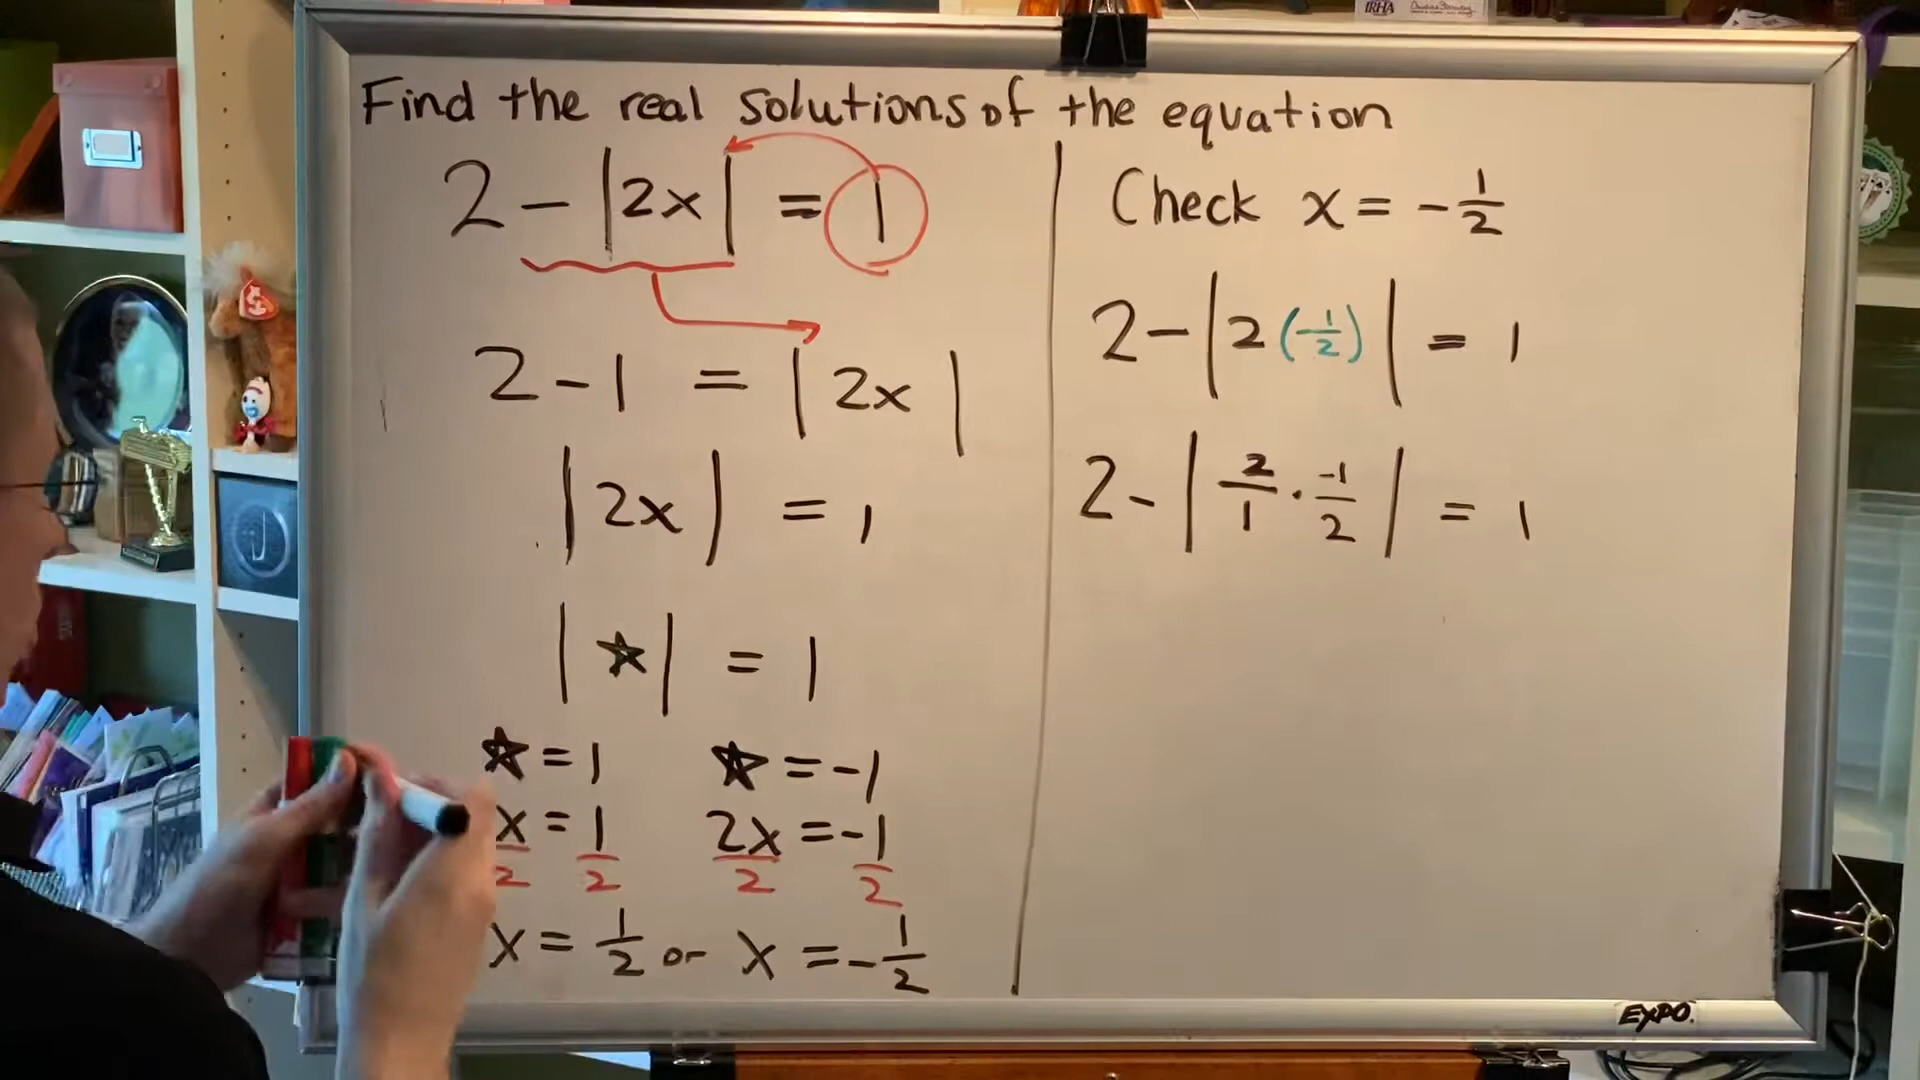 IRHA
Find the real solutions of the equation
2 - |2x| = 1
2 - 1 = |2x|
|2x| = 1
|☆| = 1
☆ = 1 ☆ = -1
x/2 = 1/2 2x/2 = -1/2
x = 1/2 or x = -1/2
Check x = -1/2
2 - |2(-1/2)| = 1
2 - |2/1 · -1/2| = 1
EXPO.